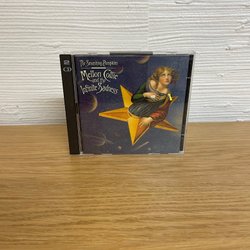 2
CD
The Smashing Pumpkins
Mellon Collie
and the
Infinite Sadness